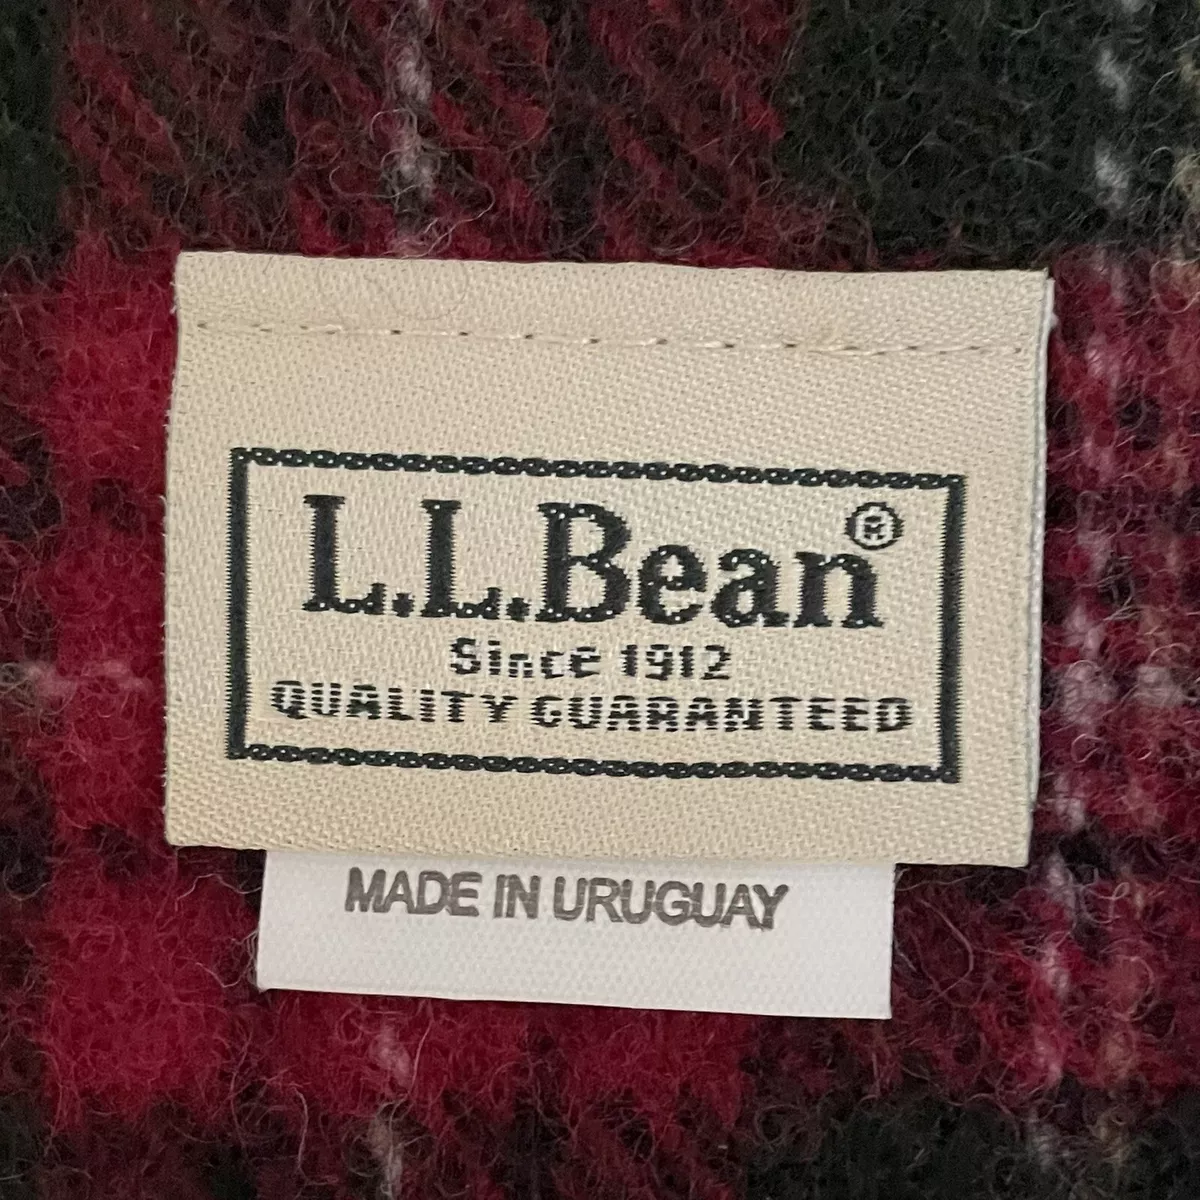 L.L.Bean®
Since 1912
QUALITY GUARANTEED
MADE IN URUGUAY